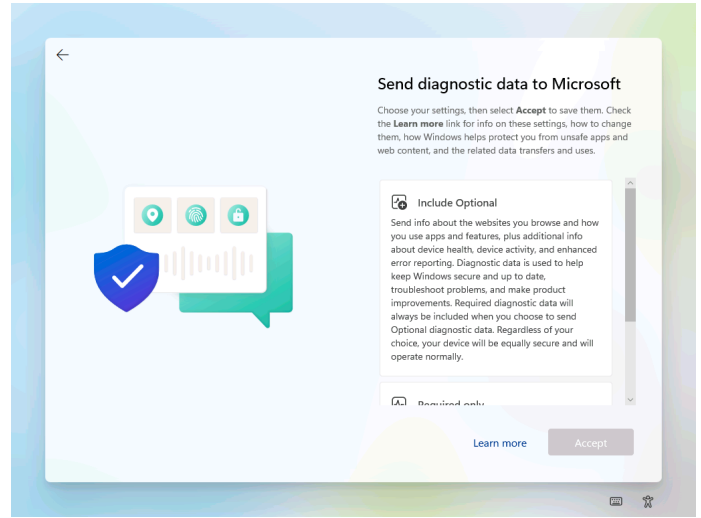 Send diagnostic data to Microsoft
Choose your settings, then select Accept to save them. Check
the Learn more link for info on these settings, how to change
them, how Windows helps protect you from unsafe apps and
web content, and the related data transfers and uses.
Include Optional
Send info about the websites you browse and how
you use apps and features, plus additional info
about device health, device activity, and enhanced
error reporting. Diagnostic data is used to help
keep Windows secure and up to date,
troubleshoot problems, and make product
improvements. Required diagnostic data will
always be included when you choose to send
Optional diagnostic data. Regardless of your
choice, your device will be equally secure and will
operate normally.
Required only
Learn more
Accept